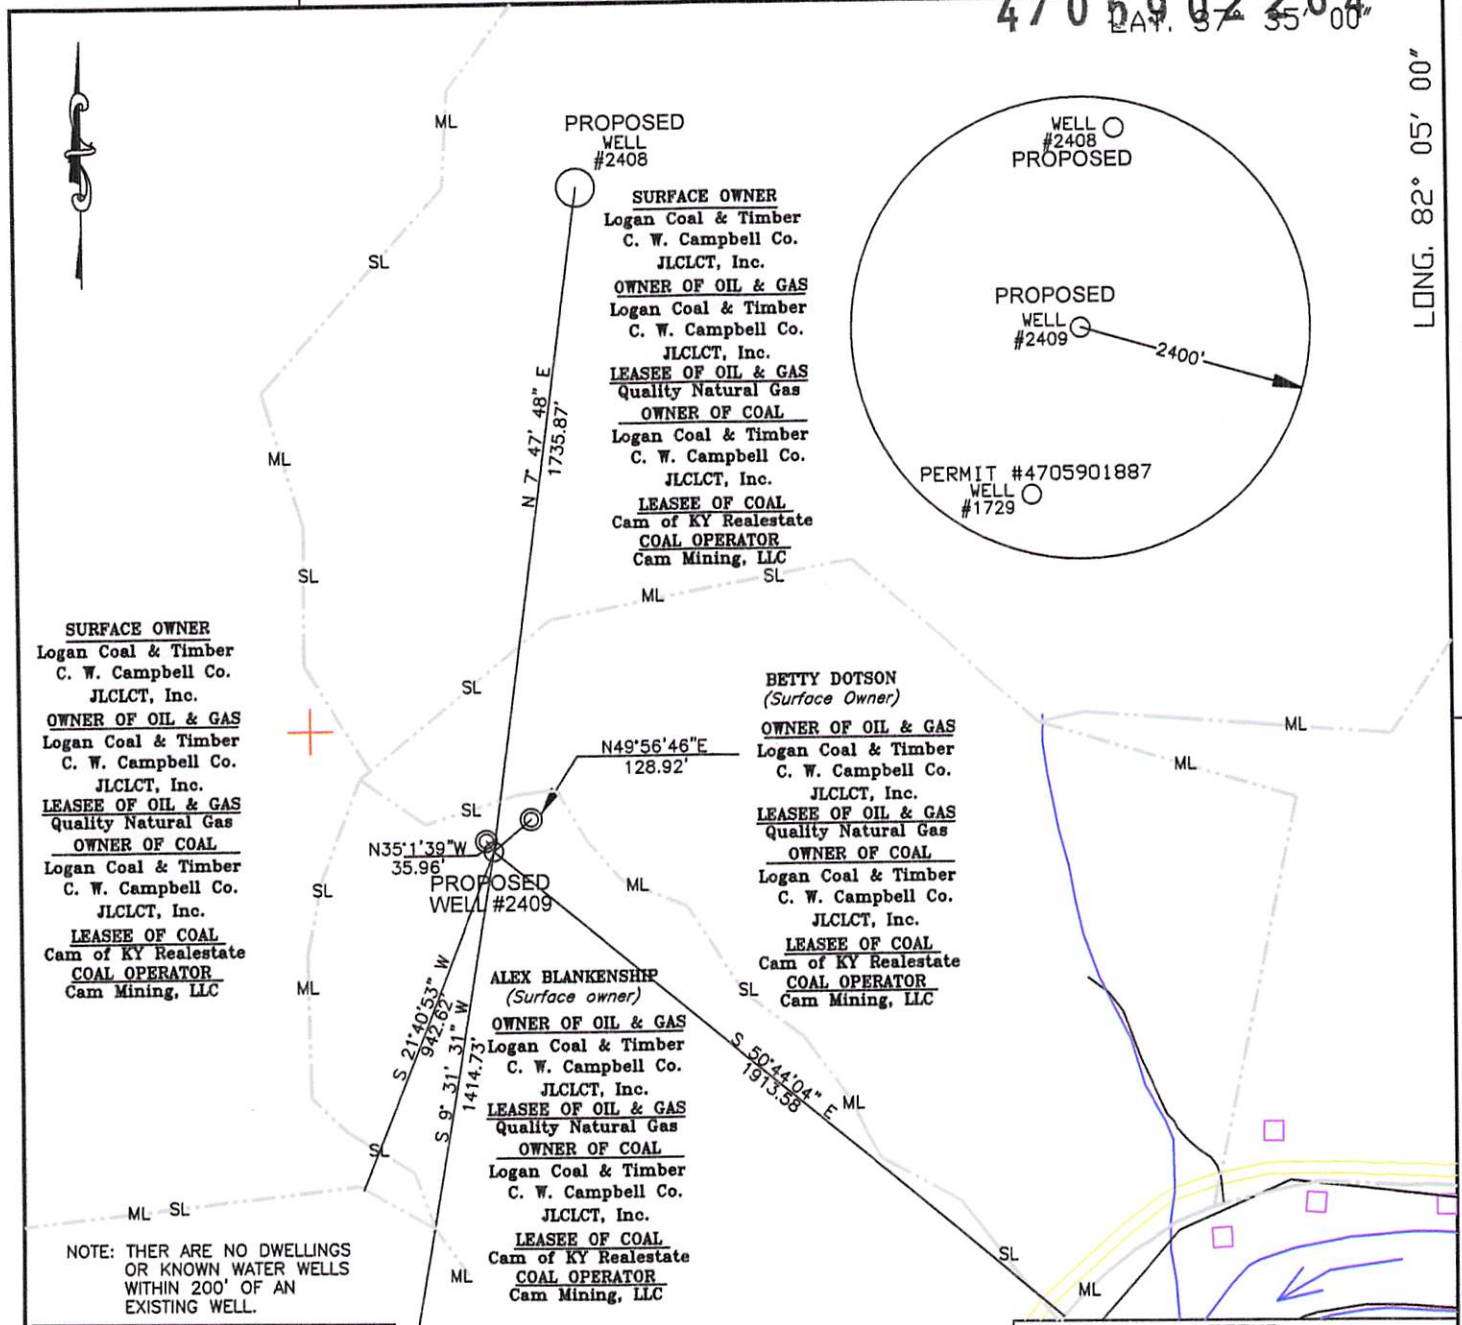 4705902264
LAT. 37° 35' 00"
LONG. 82° 05' 00"
ML
PROPOSED
WELL
#2408
SL
ML
SL
SURFACE OWNER
Logan Coal & Timber
C. W. Campbell Co.
JLCLCT, Inc.
OWNER OF OIL & GAS
Logan Coal & Timber
C. W. Campbell Co.
JLCLCT, Inc.
LEASEE OF OIL & GAS
Quality Natural Gas
OWNER OF COAL
Logan Coal & Timber
C. W. Campbell Co.
JLCLCT, Inc.
LEASEE OF COAL
Cam of KY Realestate
COAL OPERATOR
Cam Mining, LLC
N 7° 47' 48" E
1735.87'
WELL
#2408
PROPOSED
PROPOSED
WELL
#2409
2400'
PERMIT #4705901887
WELL
#1729
SL
ML
SURFACE OWNER
Logan Coal & Timber
C. W. Campbell Co.
JLCLCT, Inc.
OWNER OF OIL & GAS
Logan Coal & Timber
C. W. Campbell Co.
JLCLCT, Inc.
LEASEE OF OIL & GAS
Quality Natural Gas
OWNER OF COAL
Logan Coal & Timber
C. W. Campbell Co.
JLCLCT, Inc.
LEASEE OF COAL
Cam of KY Realestate
COAL OPERATOR
Cam Mining, LLC
SL
SL
N49°56'46"E
128.92'
N35°1'39"W
35.96'
PROPOSED
WELL #2409
SL
ML
ML
BETTY DOTSON
(Surface Owner)
OWNER OF OIL & GAS
Logan Coal & Timber
C. W. Campbell Co.
JLCLCT, Inc.
LEASEE OF OIL & GAS
Quality Natural Gas
OWNER OF COAL
Logan Coal & Timber
C. W. Campbell Co.
JLCLCT, Inc.
LEASEE OF COAL
Cam of KY Realestate
COAL OPERATOR
Cam Mining, LLC
ML
ML
SL
S 21°40'53" W
942.62'
S 9° 31' 31" W
1414.73'
ALEX BLANKENSHIP
(Surface owner)
OWNER OF OIL & GAS
Logan Coal & Timber
C. W. Campbell Co.
JLCLCT, Inc.
LEASEE OF OIL & GAS
Quality Natural Gas
OWNER OF COAL
Logan Coal & Timber
C. W. Campbell Co.
JLCLCT, Inc.
LEASEE OF COAL
Cam of KY Realestate
COAL OPERATOR
Cam Mining, LLC
S 50°44'04" E
1913.58
ML
SL
ML SL
ML
SL
ML
NOTE: THER ARE NO DWELLINGS
OR KNOWN WATER WELLS
WITHIN 200' OF AN
EXISTING WELL.